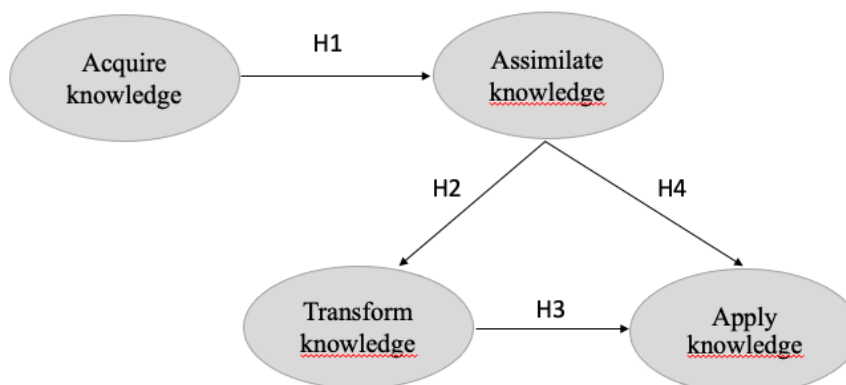 H1
Acquire
knowledge
Assimilate
knowledge
H2
H4
Transform
knowledge
H3
Apply
knowledge